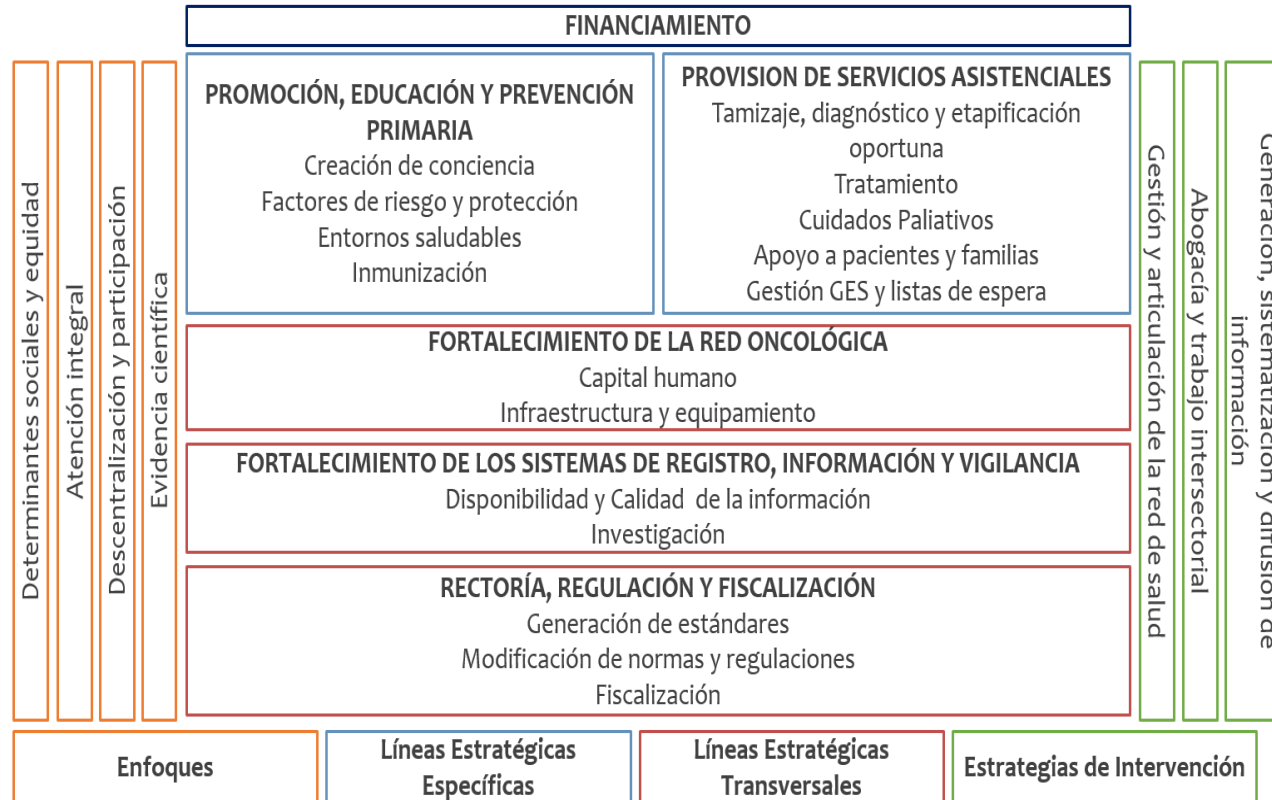 FINANCIAMIENTO
Determinantes sociales y equidad
Atención integral
Descentralización y participación
Evidencia científica
PROMOCIÓN, EDUCACIÓN Y PREVENCIÓN
PRIMARIA
Creación de conciencia
Factores de riesgo y protección
Entornos saludables
Inmunización
PROVISION DE SERVICIOS ASISTENCIALES
Tamizaje, diagnóstico y etapificación
oportuna
Tratamiento
Cuidados Paliativos
Apoyo a pacientes y familias
Gestión GES y listas de espera
FORTALECIMIENTO DE LA RED ONCOLÓGICA
Capital humano
Infraestructura y equipamiento
FORTALECIMIENTO DE LOS SISTEMAS DE REGISTRO, INFORMACIÓN Y VIGILANCIA
Disponibilidad y Calidad de la información
Investigación
RECTORÍA, REGULACIÓN Y FISCALIZACIÓN
Generación de estándares
Modificación de normas y regulaciones
Fiscalización
Gestión y articulación de la red de salud
Abogacía y trabajo intersectorial
Generación, sistematización y difusión de
información
Enfoques
Líneas Estratégicas
Específicas
Líneas Estratégicas
Transversales
Estrategias de Intervención